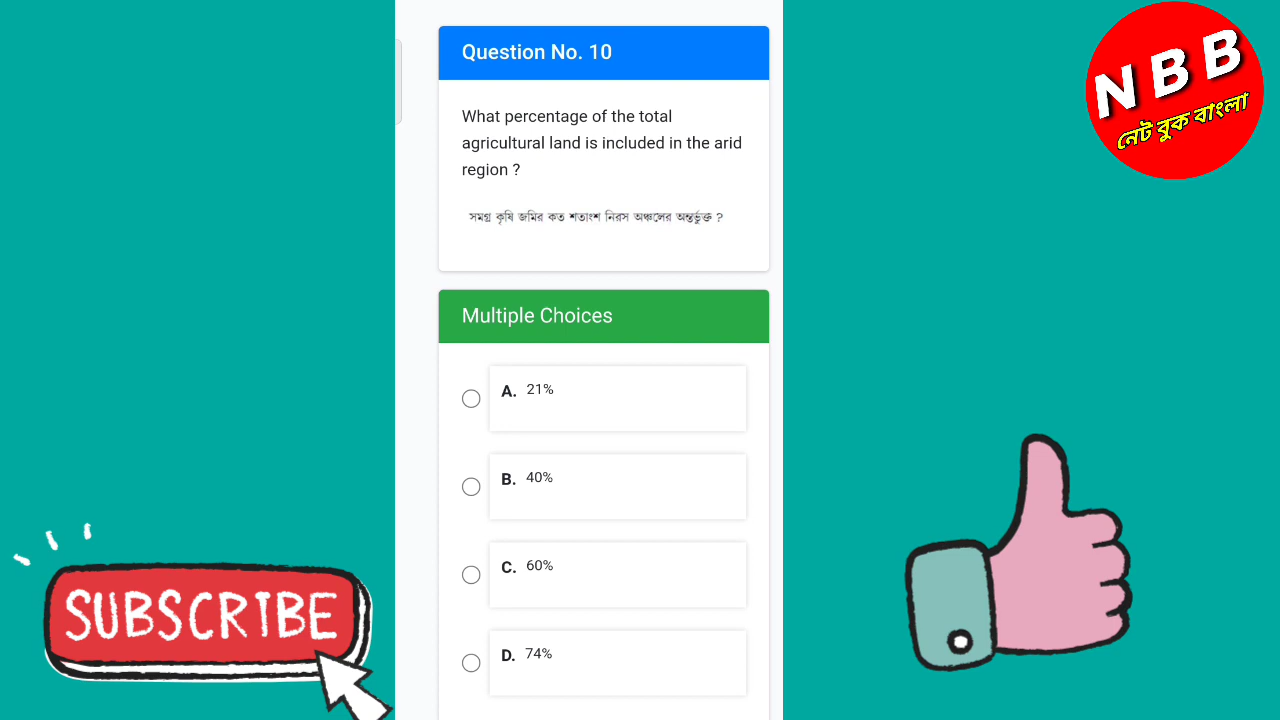 Question No. 10
What percentage of the total
agricultural land is included in the arid
region ?
সমগ্র কৃষি জমির কত শতাংশ নিরস অঞ্চলের অন্তর্ভুক্ত ?
Multiple Choices
A. 21%
B. 40%
C. 60%
D. 74%
NBB
নেট বুক বাংলা
SUBSCRIBE